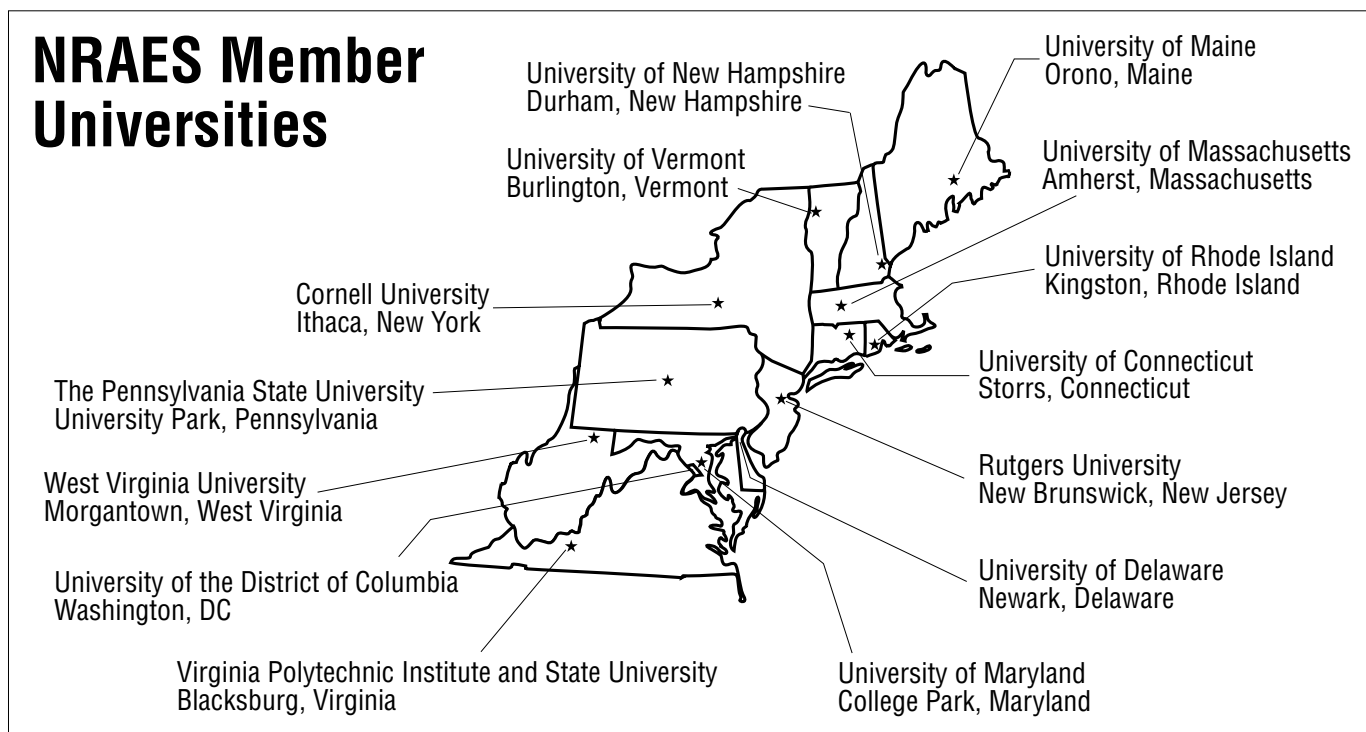 NRAES Member
Universities
University of Maine
Orono, Maine
University of New Hampshire
Durham, New Hampshire
University of Massachusetts
Amherst, Massachusetts
University of Vermont
Burlington, Vermont
University of Rhode Island
Kingston, Rhode Island
Cornell University
Ithaca, New York
University of Connecticut
Storrs, Connecticut
The Pennsylvania State University
University Park, Pennsylvania
Rutgers University
New Brunswick, New Jersey
West Virginia University
Morgantown, West Virginia
University of Delaware
Newark, Delaware
University of the District of Columbia
Washington, DC
Virginia Polytechnic Institute and State University
Blacksburg, Virginia
University of Maryland
College Park, Maryland